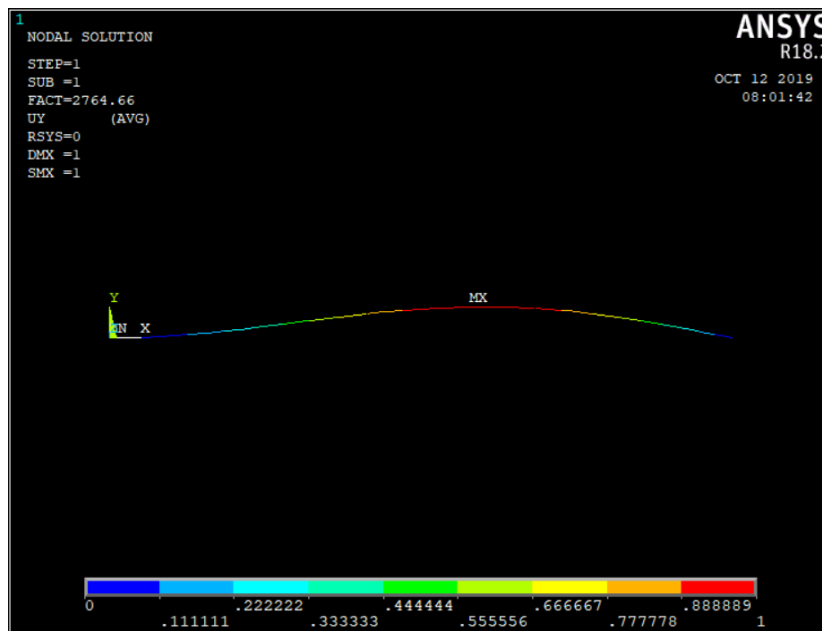 1
NODAL SOLUTION
STEP=1
SUB =1
FACT=2764.66
UY (AVG)
RSYS=0
DMX =1
SMX =1
ANSYS
R18.
OCT 12 2019
08:01:42
Y
X
MX
0 .222222 .444444 .666667 .888889
.111111 .333333 .555556 .777778 1